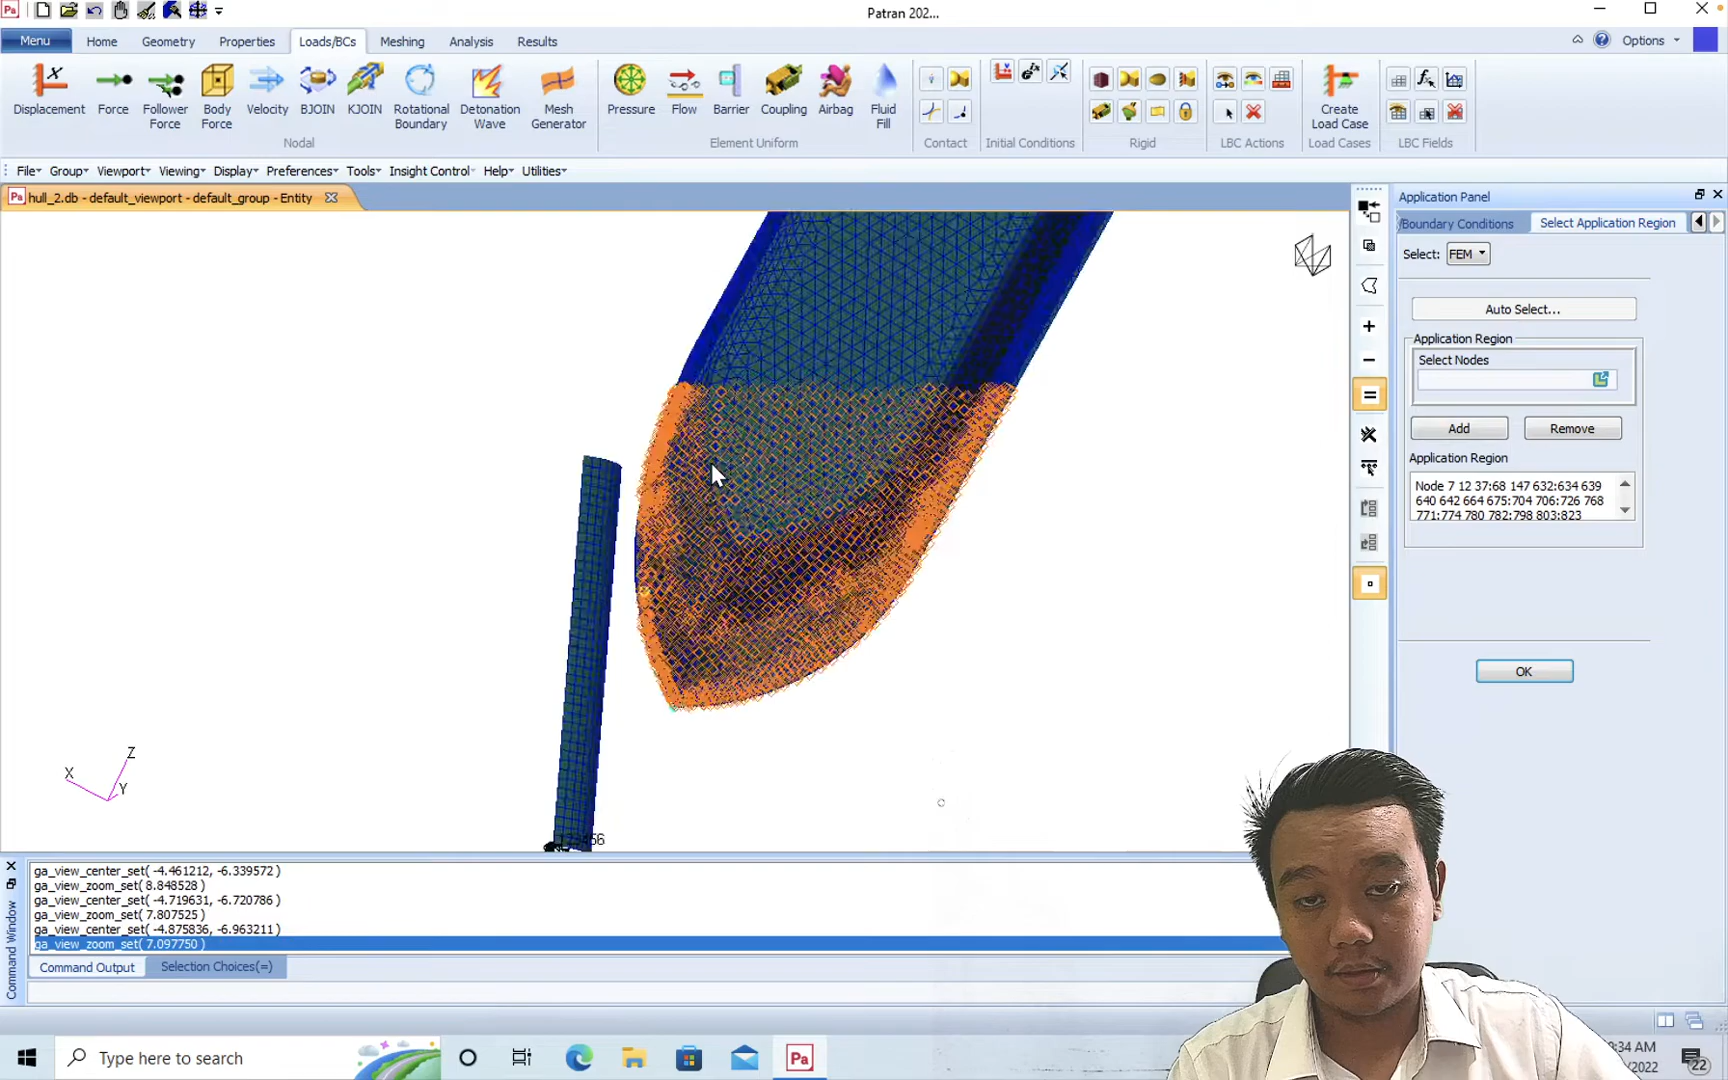 Patran 202...
Menu
Home
Geometry
Properties
Loads/BCs
Meshing
Analysis
Results
Options
Displacement
Force
Follower Force
Body Force
Velocity
BJOIN
KJOIN
Rotational Boundary
Detonation Wave
Mesh Generator
Pressure
Flow
Barrier
Coupling
Airbag
Fluid Fill
Create Load Case
Nodal
Element Uniform
Contact
Initial Conditions
Rigid
LBC Actions
Load Cases
LBC Fields
File
Group
Viewport
Viewing
Display
Preferences
Tools
Insight Control
Help
Utilities
hull_2.db - default_viewport - default_group - Entity
Application Panel
/Boundary Conditions
Select Application Region
Select: FEM
Auto Select...
Application Region
Select Nodes
Add
Remove
Application Region
Node 7 12 37:68 147 632:634 639
640 642 664 675:704 706:726 768
771:774 780 782:798 803:823
OK
X
Z
Y
ga_view_center_set( -4.461212, -6.339572 )
ga_view_zoom_set( 8.848528 )
ga_view_center_set( -4.719631, -6.720786 )
ga_view_zoom_set( 7.807525 )
ga_view_center_set( -4.875836, -6.963211 )
ga_view_zoom_set( 7.097750 )
Command Window
Command Output
Selection Choices(=)
Type here to search
:34 AM
/2022
22